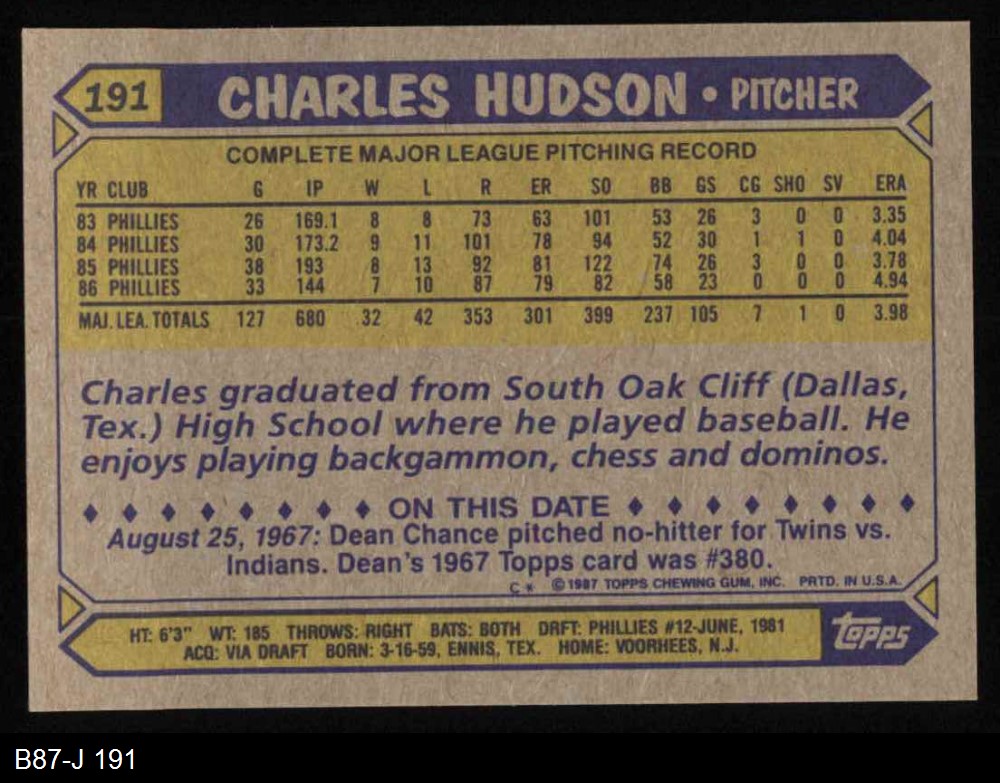 191 CHARLES HUDSON • PITCHER
COMPLETE MAJOR LEAGUE PITCHING RECORD
YR CLUB G IP W L R ER SO BB GS CG SHO SV ERA
83 PHILLIES 26 169.1 8 8 73 63 101 53 26 3 0 0 3.35
84 PHILLIES 30 173.2 9 11 101 78 94 52 30 1 1 0 4.04
85 PHILLIES 38 193 8 13 92 81 122 74 26 3 0 0 3.78
86 PHILLIES 33 144 7 10 87 79 82 58 23 0 0 0 4.94
MAJ. LEA. TOTALS 127 680 32 42 353 301 399 237 105 7 1 0 3.98
Charles graduated from South Oak Cliff (Dallas,
Tex.) High School where he played baseball. He
enjoys playing backgammon, chess and dominos.
♦ ♦ ♦ ♦ ♦ ♦ ♦ ♦ ON THIS DATE ♦ ♦ ♦ ♦ ♦ ♦ ♦ ♦
August 25, 1967: Dean Chance pitched no-hitter for Twins vs.
Indians. Dean's 1967 Topps card was #380.
C* © 1987 TOPPS CHEWING GUM, INC. PRTD. IN U.S.A.
HT: 6'3" WT: 185 THROWS: RIGHT BATS: BOTH DRFT: PHILLIES #12-JUNE, 1981
ACQ: VIA DRAFT BORN: 3-16-59, ENNIS, TEX. HOME: VOORHEES, N.J.
topps
B87-J 191